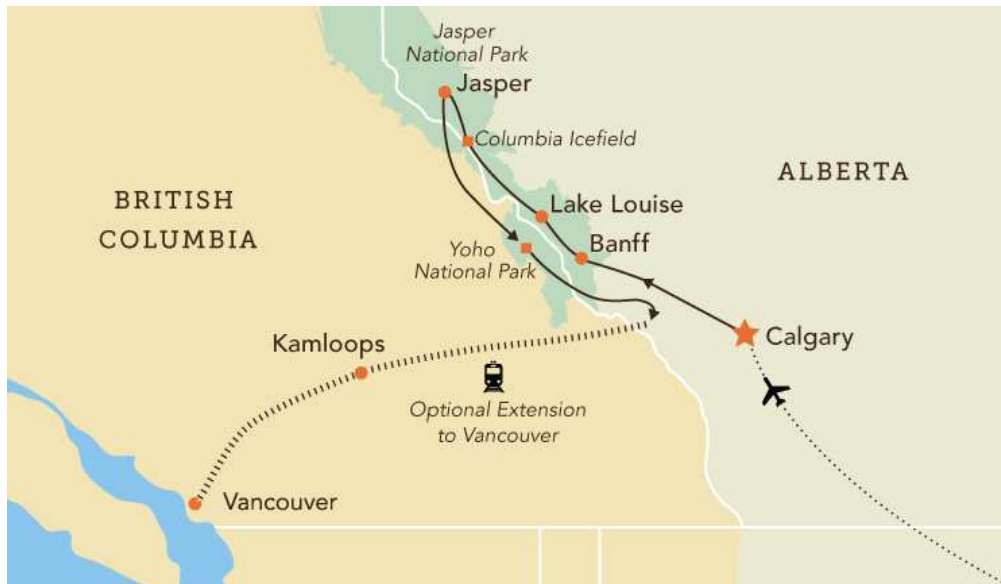 Jasper
National Park
Jasper
Columbia Icefield
ALBERTA
BRITISH
COLUMBIA
Lake Louise
Banff
Yoho
National Park
Calgary
Kamloops
Optional Extension
to Vancouver
Vancouver